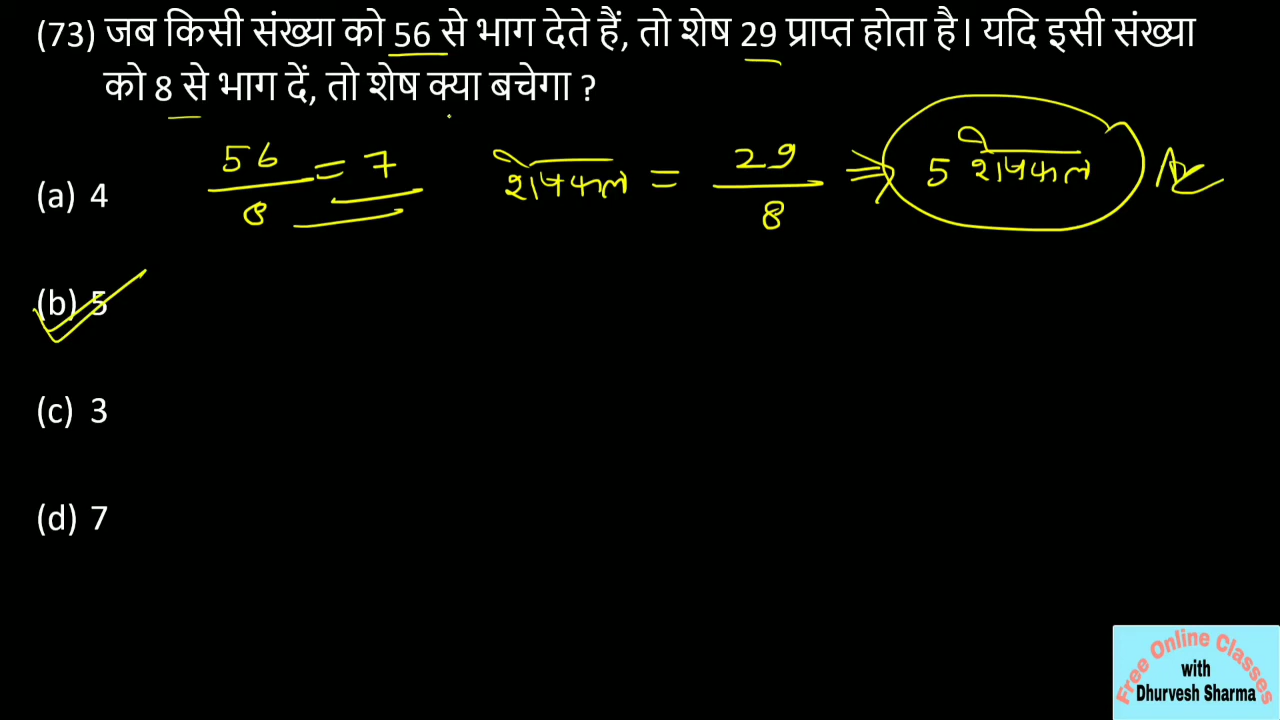 (73) जब किसी संख्या को 56 से भाग देते हैं, तो शेष 29 प्राप्त होता है। यदि इसी संख्या
को 8 से भाग दें, तो शेष क्या बचेगा ?
56/8 = 7 शेषफल = 29/8 ⇒ 5 शेषफल
(a) 4
(b) 5
(c) 3
(d) 7
Free Online Classes
with
Dhurvesh Sharma